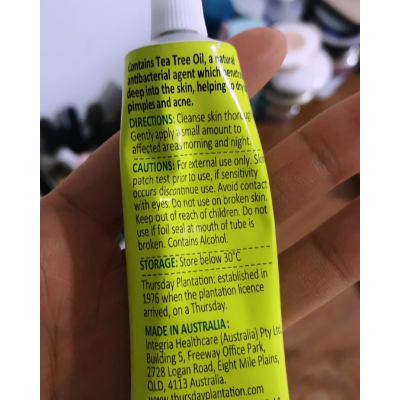 Contains Tea Tree Oil, a natural
antibacterial agent which penetra
deep into the skin, helping to dry
pimples and acne.
DIRECTIONS: Cleanse skin thoroug
Gently apply a small amount to
affected areas morning and night.
CAUTIONS: For external use only. Skin
patch test prior to use, if sensitivity
occurs discontinue use. Avoid contact
with eyes. Do not use on broken skin.
Keep out of reach of children. Do not
use if foil seal at mouth of tube is
broken. Contains Alcohol.
STORAGE: Store below 30°C
Thursday Plantation: established in
1976 when the plantation licence
arrived, on a Thursday.
MADE IN AUSTRALIA:
Integria Healthcare (Australia) Pty Ltd
Building 5, Freeway Office Park,
2728 Logan Road, Eight Mile Plains,
QLD, 4113 Australia.
www.thursdayplantation.com